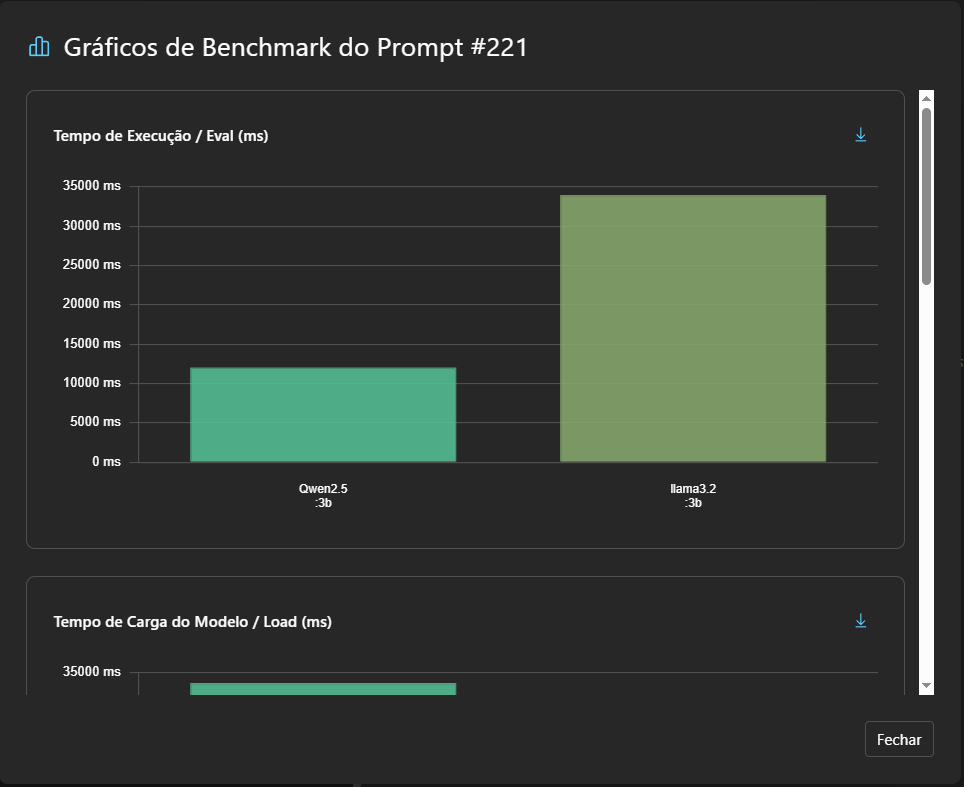 Gráficos de Benchmark do Prompt #221
Tempo de Execução / Eval (ms)
35000 ms
30000 ms
25000 ms
20000 ms
15000 ms
10000 ms
5000 ms
0 ms
Qwen2.5
:3b
llama3.2
:3b
Tempo de Carga do Modelo / Load (ms)
35000 ms
Fechar